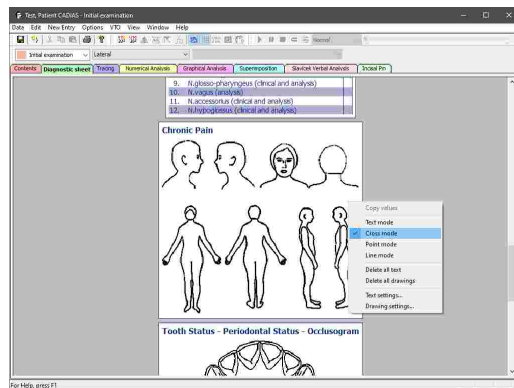 Test, Patient CADIAS - Initial examination
Data Edit New Entry Options VTO View Window Help
Normal
Initial examination Lateral
Contents Diagnostic sheet Tracing Numerical Analysis Graphical Analysis Superimposition Slavicek Verbal Analysis Incisal Pin
9. N.glosso-pharyngeus (clinical and analysis)
10. N.vagus (analysis)
11. N.accessorius (clinical and analysis)
12. N.hypoglossus (clinical and analysis)
Chronic Pain
Copy values
Text mode
Cross mode
Point mode
Line mode
Delete all text
Delete all drawings
Text settings...
Drawing settings...
Tooth Status - Periodontal Status - Occlusogram
For Help, press F1